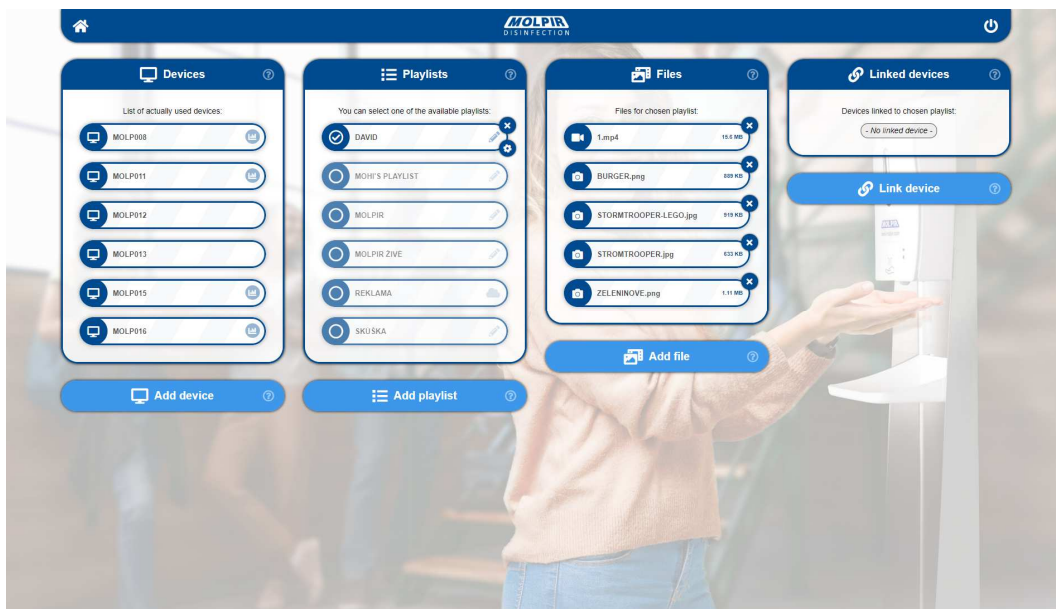 MOLPIR
DISINFECTION
Devices
List of actually used devices:
MOLP008
MOLP011
MOLP012
MOLP013
MOLP015
MOLP016
Add device
Playlists
You can select one of the available playlists:
DAVID
MOHI'S PLAYLIST
MOLPIR
MOLPIR ŽIVE
REKLAMA
SKUŠKA
Add playlist
Files
Files for chosen playlist:
1.mp4 15.6 MB
BURGER.png 889 KB
STORMTROOPER-LEGO.jpg 919 KB
STROMTROOPER.jpg 633 KB
ZELENINOVE.png 1.11 MB
Add file
Linked devices
Devices linked to chosen playlist:
- No linked device -
Link device